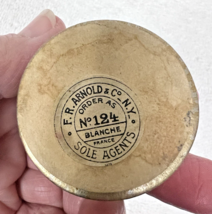 F. R. ARNOLD & Co. N.Y.
ORDER AS
No 124
BLANCHE
FRANCE
SOLE AGENTS